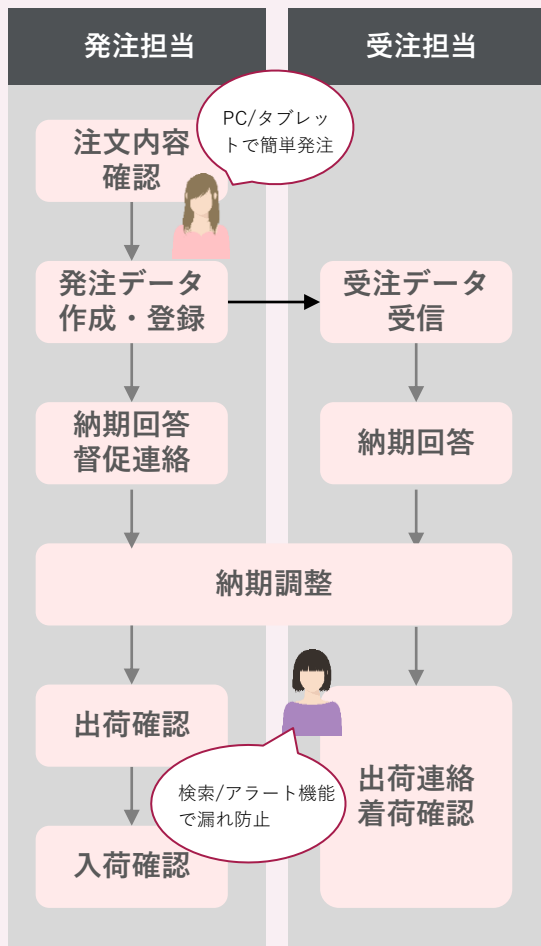 発注担当
受注担当
PC/タブレッ
トで簡単発注
注文内容
確認
発注データ
作成・登録
受注データ
受信
納期回答
督促連絡
納期回答
納期調整
出荷確認
検索/アラート機能
で漏れ防止
出荷連絡
着荷確認
入荷確認